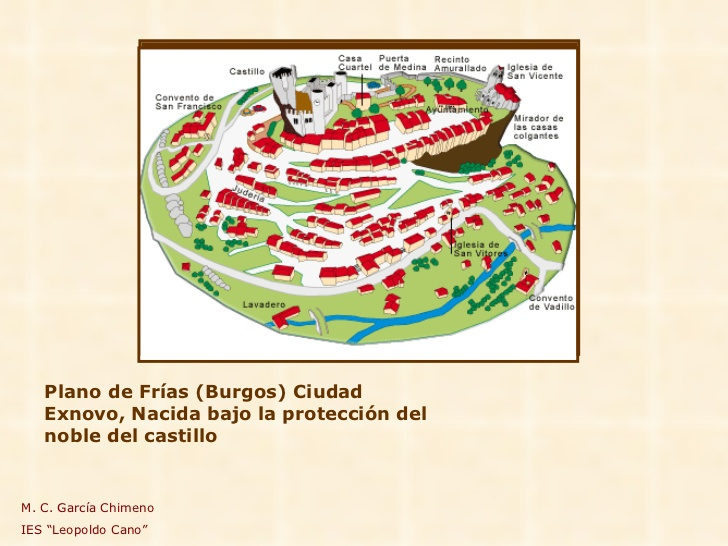 Castillo
Casa
Cuartel
Puerta
de Medina
Recinto
Amurallado
Iglesia de
San Vicente
Convento de
San Francisco
Ayuntamiento
Mirador de
las casas
colgantes
Judería
Iglesia de
San Vitores
Lavadero
Convento
de Vadillo
Plano de Frías (Burgos) Ciudad
Exnovo, Nacida bajo la protección del
noble del castillo
M. C. García Chimeno
IES “Leopoldo Cano”